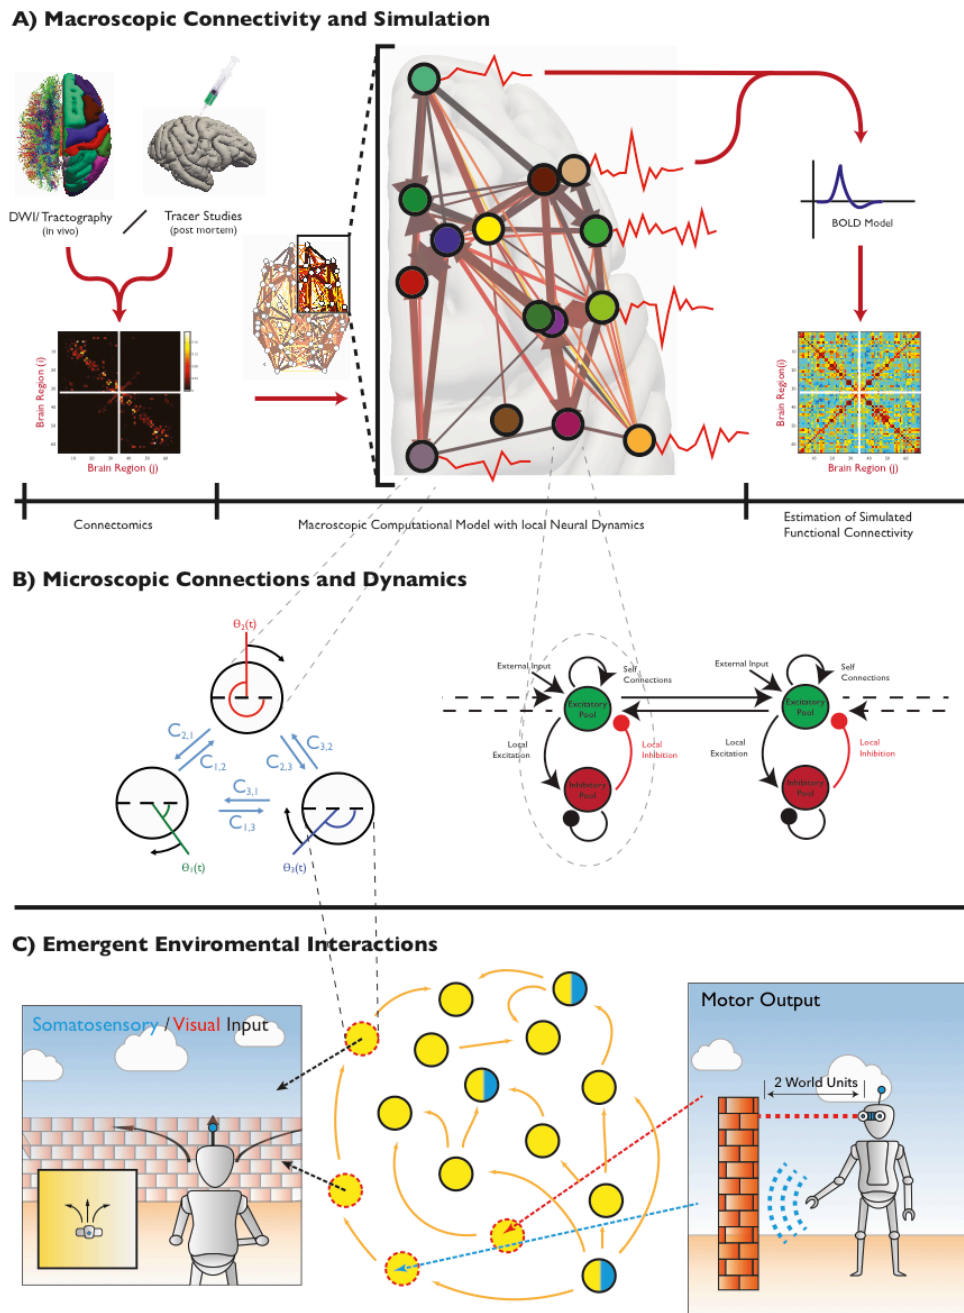 A) Macroscopic Connectivity and Simulation
DWI/ Tractography
(in vivo)
Tracer Studies
(post mortem)
BOLD Model
Brain Region (i)
Brain Region (j)
Brain Region(i)
Brain Region (j)
Connectomics
Macroscopic Computational Model with local Neural Dynamics
Estimation of Simulated
Functional Connectivity
B) Microscopic Connections and Dynamics
Θ2(t)
C2,1
C1,2
C3,2
C2,3
C3,1
C1,3
Θ1(t)
Θ3(t)
External Input
Self
Connections
Excitatory
Pool
Local
Excitation
Local
Inhibition
Inhibitory
Pool
External Input
Self
Connections
Excitatory
Pool
Local
Excitation
Local
Inhibition
Inhibitory
Pool
C) Emergent Enviromental Interactions
Somatosensory / Visual Input
Motor Output
2 World Units